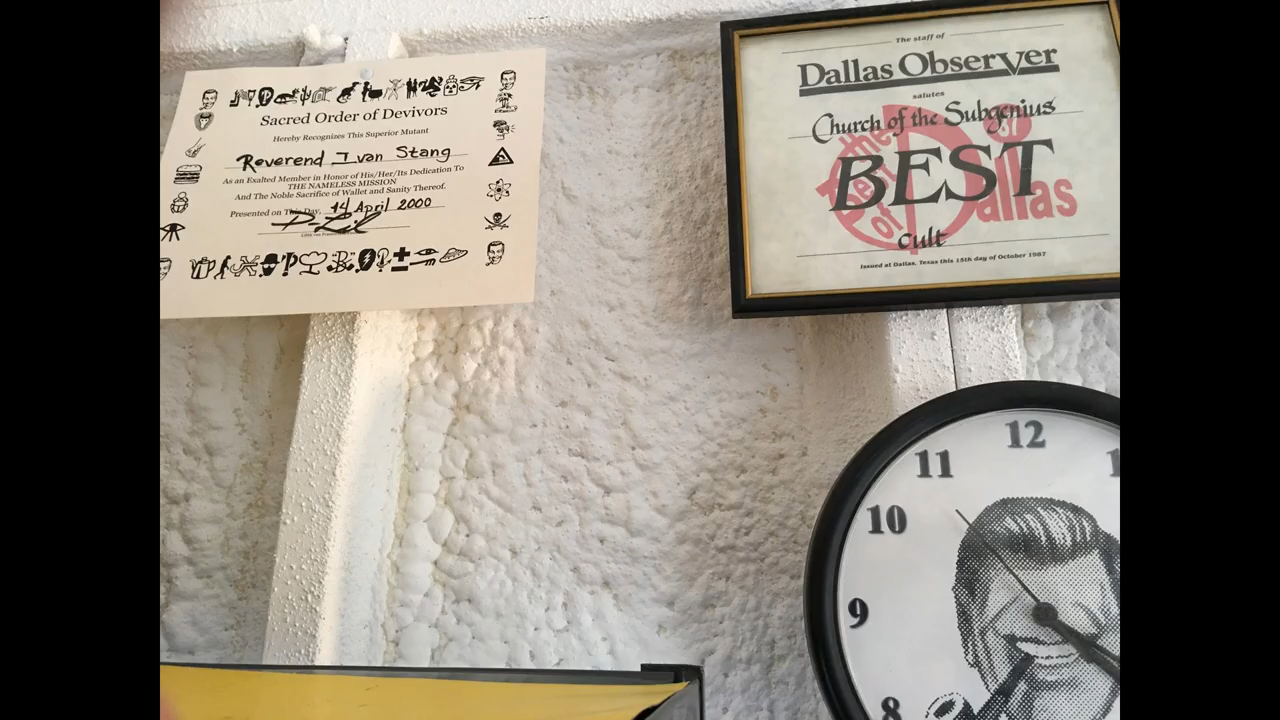 Sacred Order of Devivors
Hereby Recognizes This Superior Mutant
Reverend Ivan Stang
As an Exalted Member in Honor of His/Her/Its Dedication To
THE NAMELESS MISSION
And The Noble Sacrifice of Wallet and Sanity Thereof.
Presented on This Day, 14 April 2000
The staff of
Dallas Observer
salutes
Church of the Subgenius
the Best of Dallas
87
BEST
Cult
Issued at Dallas, Texas this 15th day of October 1987
12
11
1
10
9
8